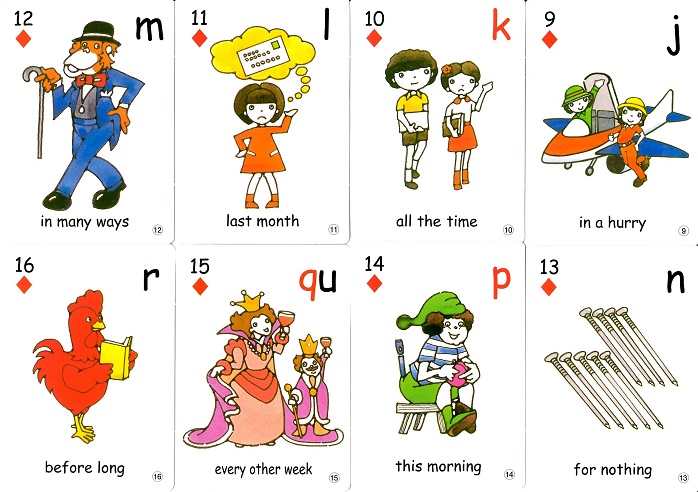 12 m
in many ways
12
11 l
last month
11
10 k
all the time
10
9 j
in a hurry
9
16 r
before long
16
15 qu
every other week
15
14 p
this morning
14
13 n
for nothing
13